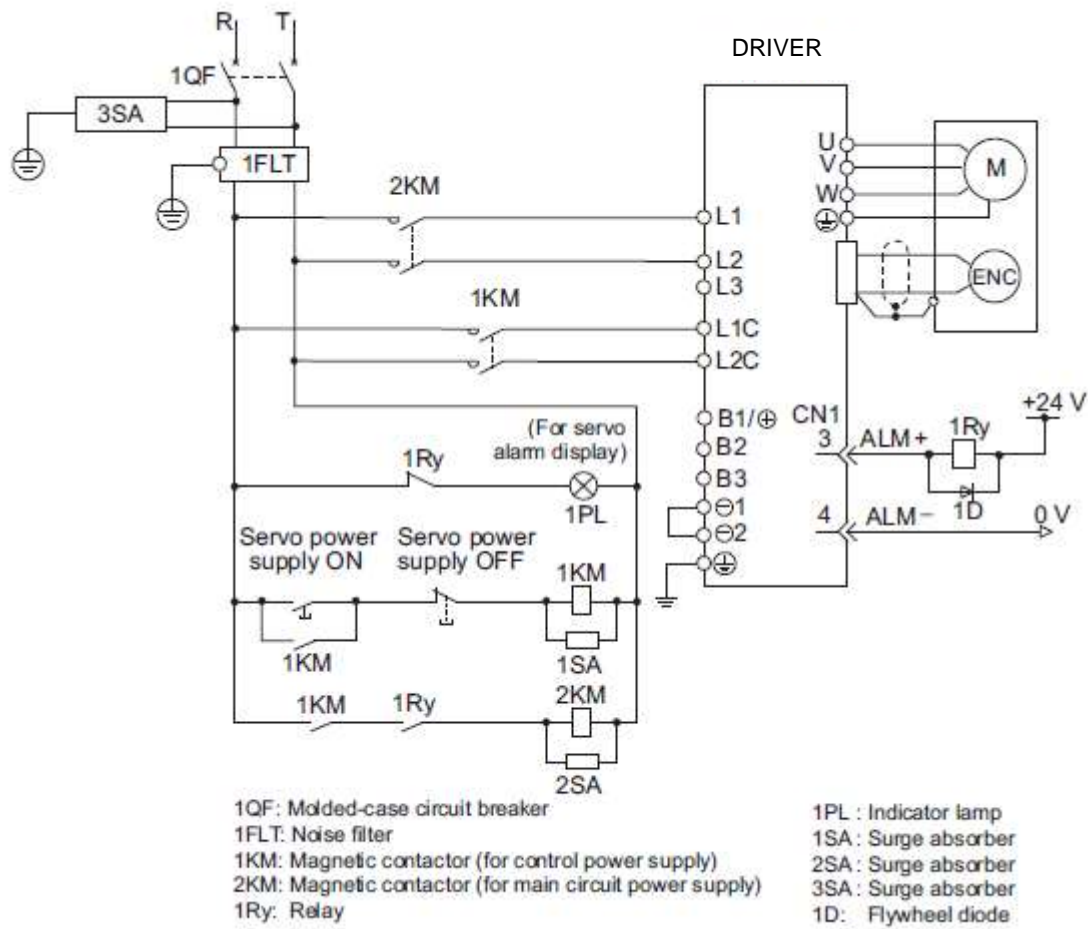 R T
DRIVER
1QF
3SA
1FLT
2KM
U
V
M
W
L1
L2
L3
ENC
1KM
L1C
L2C
B1/⊕ CN1
+24 V
(For servo
alarm display)
3 ALM+ 1Ry
1Ry
B2
B3
1PL
1D
⊖1
⊖2
4 ALM− 0 V
Servo power
supply ON
Servo power
supply OFF
1KM
1KM
1SA
1KM 1Ry 2KM
2SA
1QF: Molded-case circuit breaker
1FLT: Noise filter
1KM: Magnetic contactor (for control power supply)
2KM: Magnetic contactor (for main circuit power supply)
1Ry: Relay
1PL : Indicator lamp
1SA : Surge absorber
2SA : Surge absorber
3SA : Surge absorber
1D: Flywheel diode